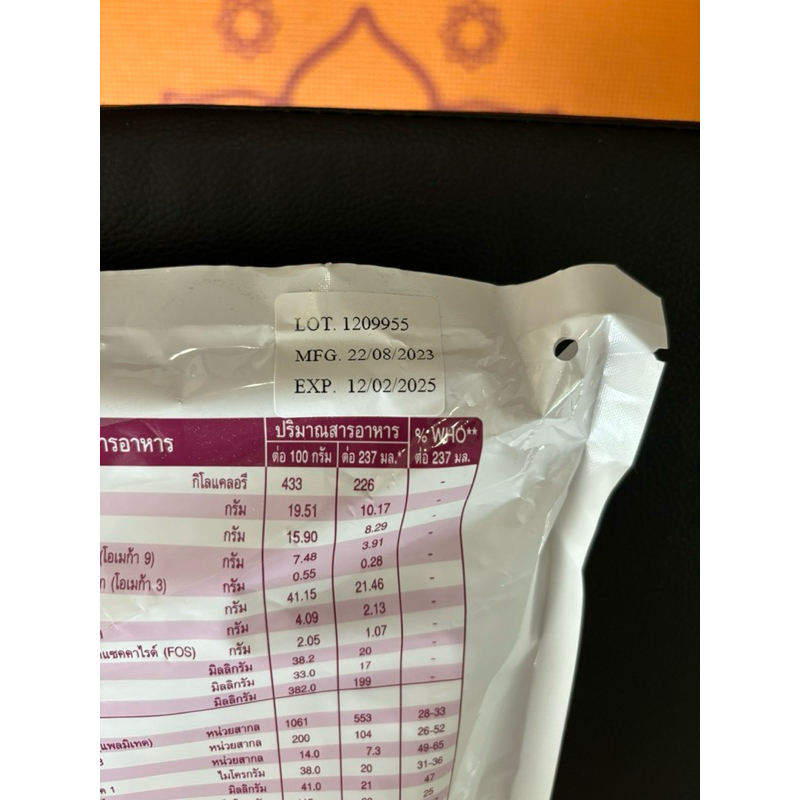 LOT. 1209955
MFG. 22/08/2023
EXP. 12/02/2025
ารอาหาร ปริมาณสารอาหาร % WHO**
ต่อ 100 กรัม ต่อ 237 มล.* ต่อ 237 มล.
กิโลแคลอรี 433 226 -
กรัม 19.51 10.17 -
กรัม 15.90 8.29 -
(โอเมก้า 9) กรัม 7.48 3.91 -
(โอเมก้า 3) กรัม 0.55 0.28 -
กรัม 41.15 21.46 -
กรัม 4.09 2.13 -
แซคคาไรด์ (FOS) กรัม 2.05 1.07 -
มิลลิกรัม 38.2 20 -
มิลลิกรัม 33.0 17 -
มิลลิกรัม 382.0 199 -
หน่วยสากล 1061 553 28-33
แพลมิเทต) หน่วยสากล 200 104 26-52
หน่วยสากล 14.0 7.3 49-65
ไมโครกรัม 38.0 20 31-36
1 มิลลิกรัม 41.0 21 47
25